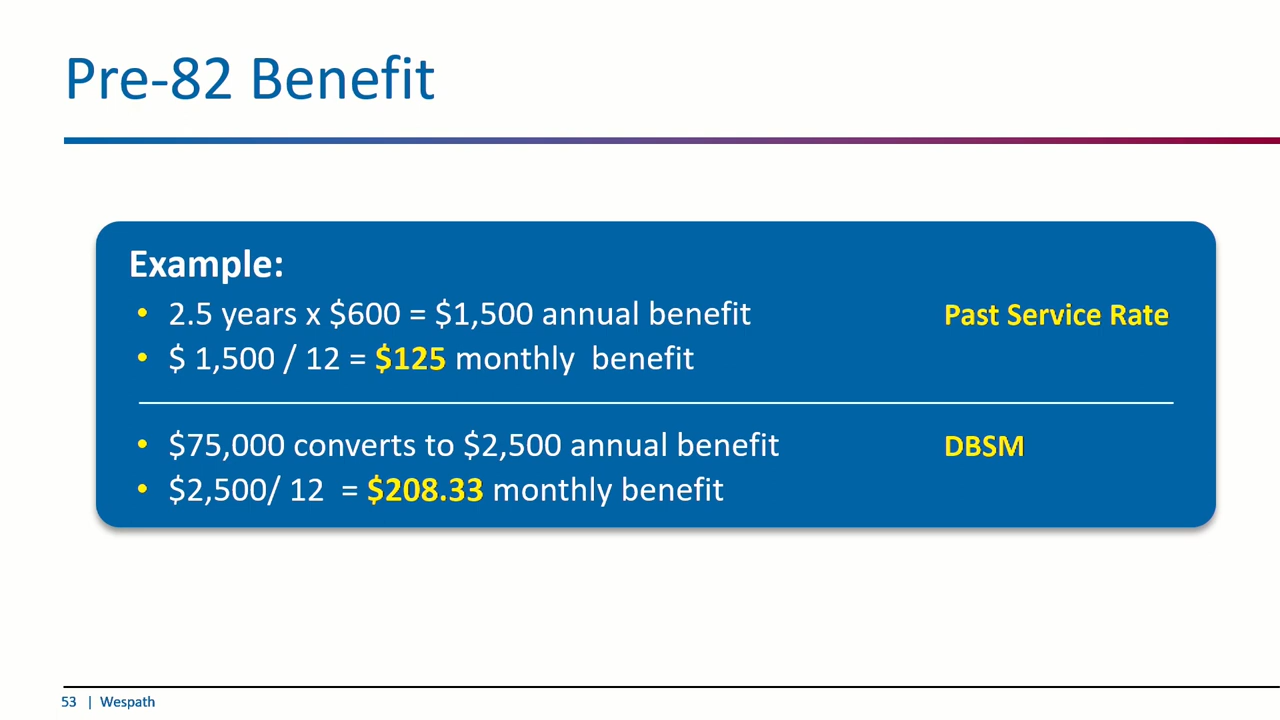 Pre-82 Benefit
Example:
• 2.5 years x $600 = $1,500 annual benefit Past Service Rate
• $ 1,500 / 12 = $125 monthly  benefit
• $75,000 converts to $2,500 annual benefit DBSM
• $2,500/ 12  = $208.33 monthly benefit
53 | Wespath